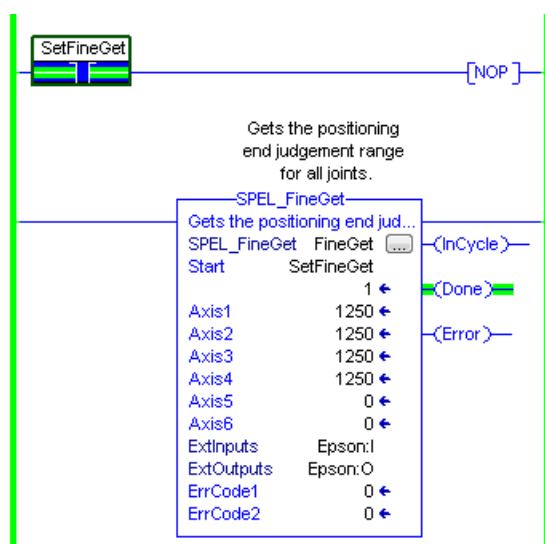 SetFineGet
NOP
Gets the positioning
end judgement range
for all joints.
SPEL_FineGet
Gets the positioning end jud...
SPEL_FineGet FineGet ... (InCycle)
Start SetFineGet
1 (Done)
Axis1 1250
Axis2 1250 (Error)
Axis3 1250
Axis4 1250
Axis5 0
Axis6 0
ExtInputs Epson:I
ExtOutputs Epson:O
ErrCode1 0
ErrCode2 0